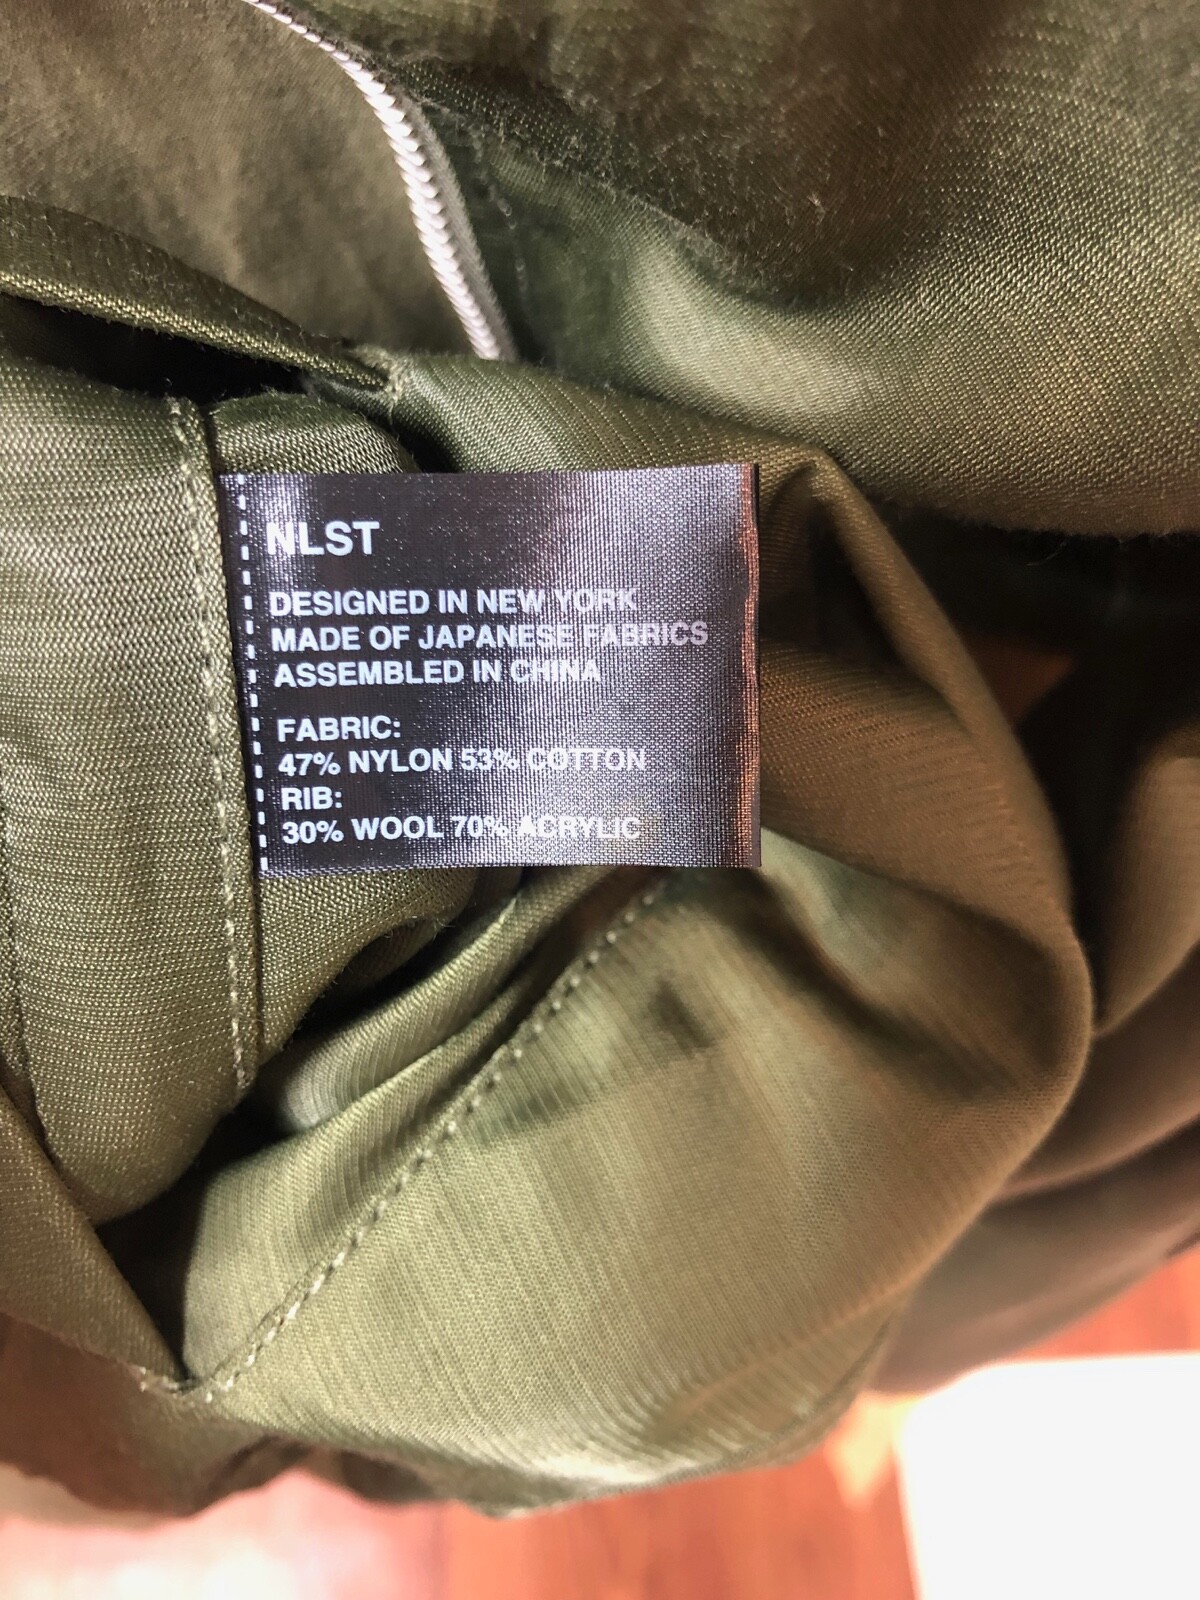 NLST
DESIGNED IN NEW YORK
MADE OF JAPANESE FABRICS
ASSEMBLED IN CHINA
FABRIC:
47% NYLON 53% COTTON
RIB:
30% WOOL 70% ACRYLIC